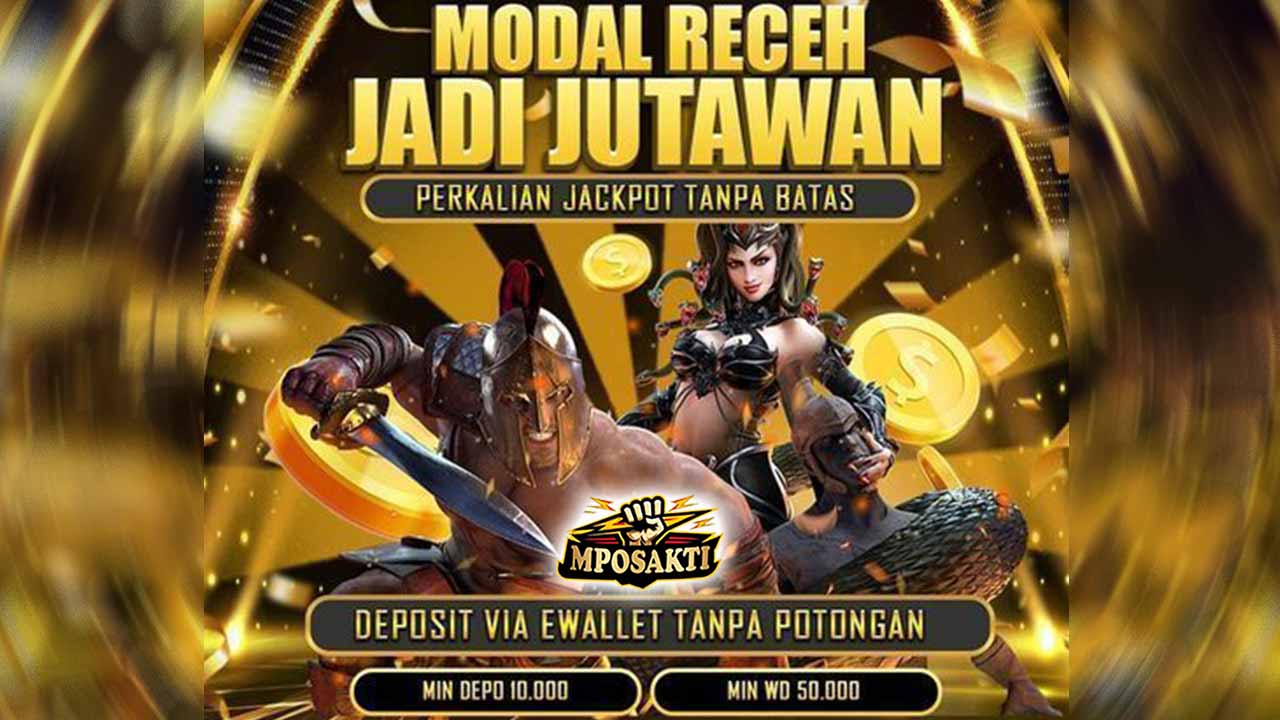 MODAL RECEH
JADI JUTAWAN
PERKALIAN JACKPOT TANPA BATAS
MPOSAKTI
DEPOSIT VIA EWALLET TANPA POTONGAN
MIN DEPO 10.000
MIN WD 50.000